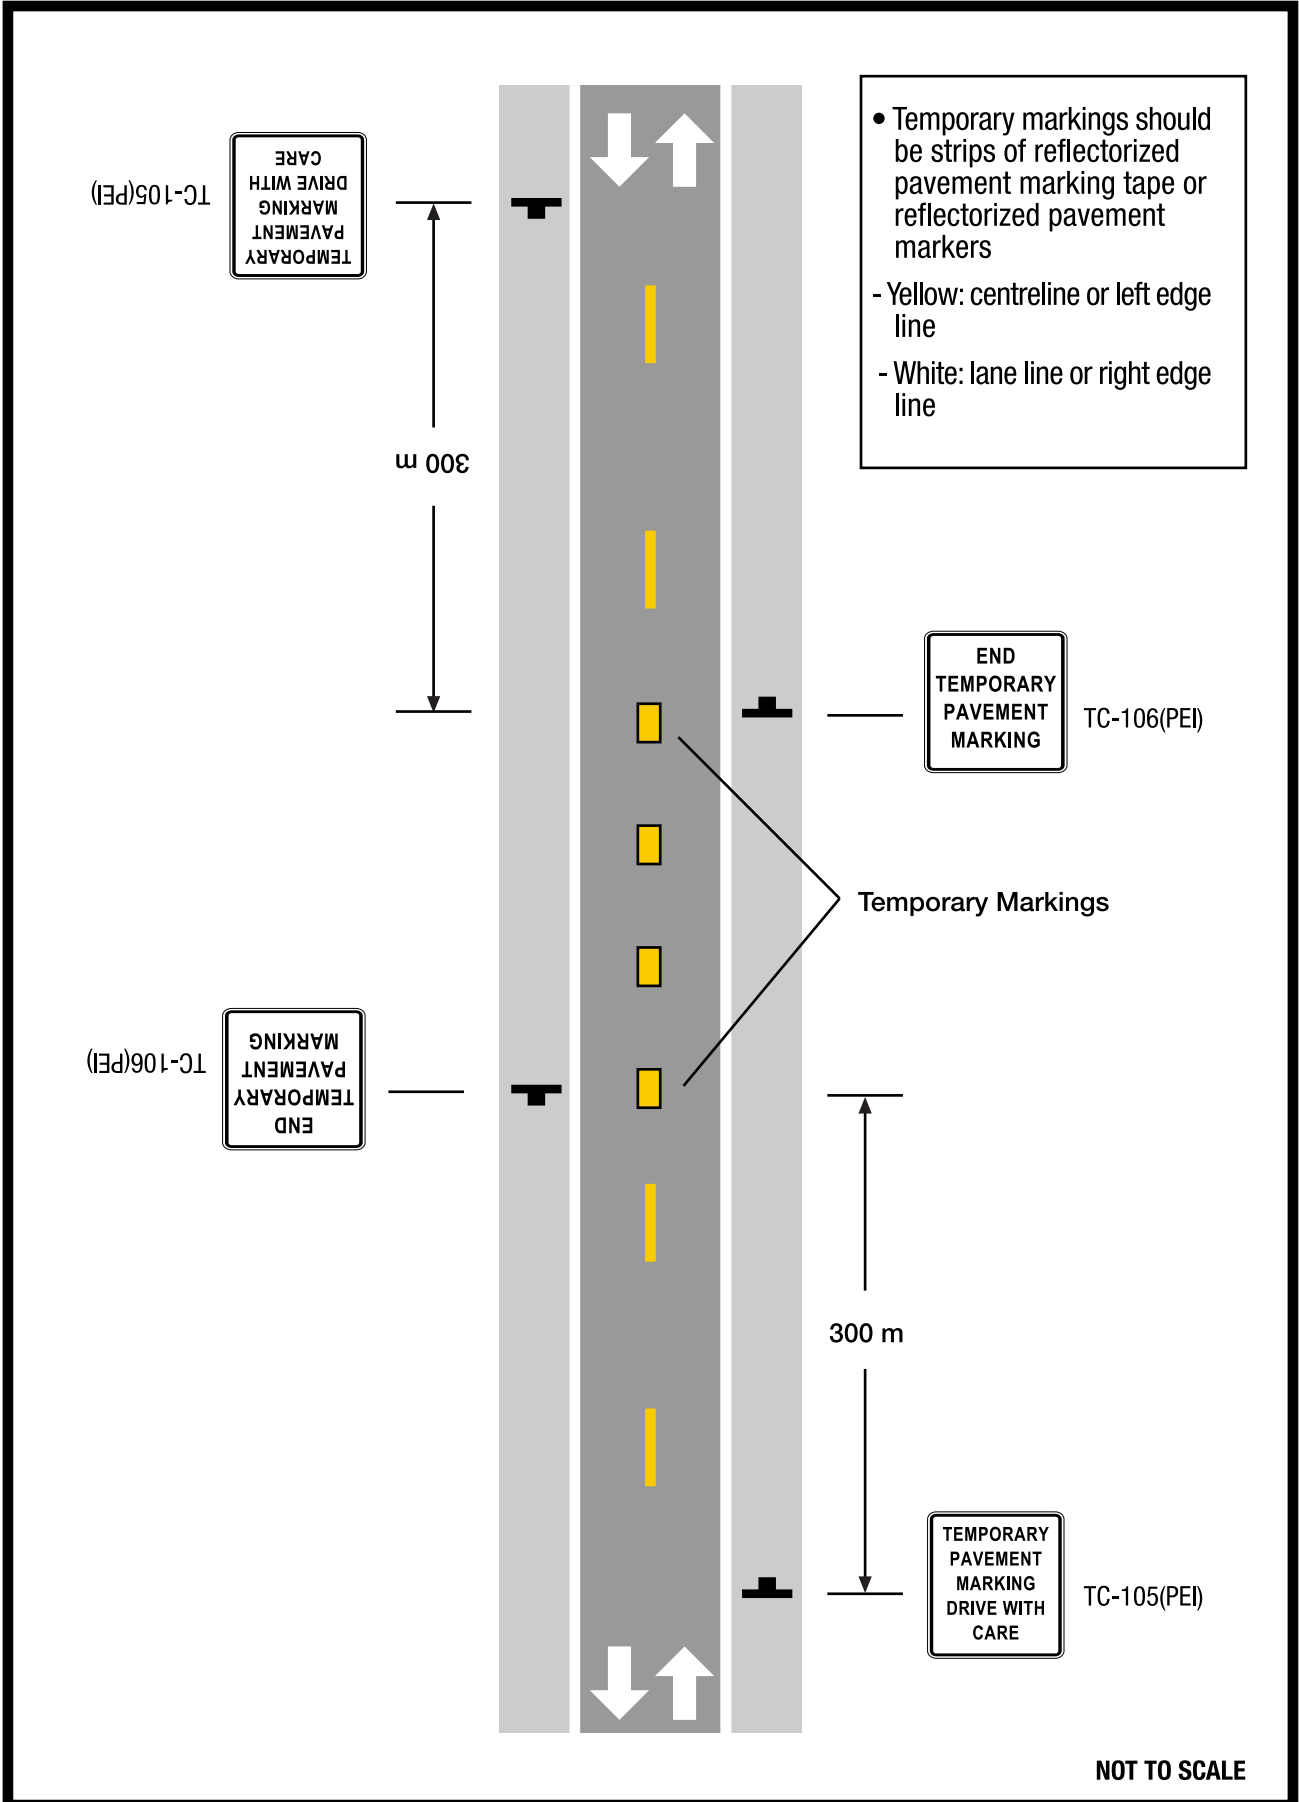 • Temporary markings should
be strips of reflectorized
pavement marking tape or
reflectorized pavement
markers
- Yellow: centreline or left edge
line
- White: lane line or right edge
line
TC-105(PEI)
TEMPORARY
PAVEMENT
MARKING
DRIVE WITH
CARE
300 m
END
TEMPORARY
PAVEMENT
MARKING
TC-106(PEI)
Temporary Markings
TC-106(PEI)
END
TEMPORARY
PAVEMENT
MARKING
300 m
TEMPORARY
PAVEMENT
MARKING
DRIVE WITH
CARE
TC-105(PEI)
NOT TO SCALE